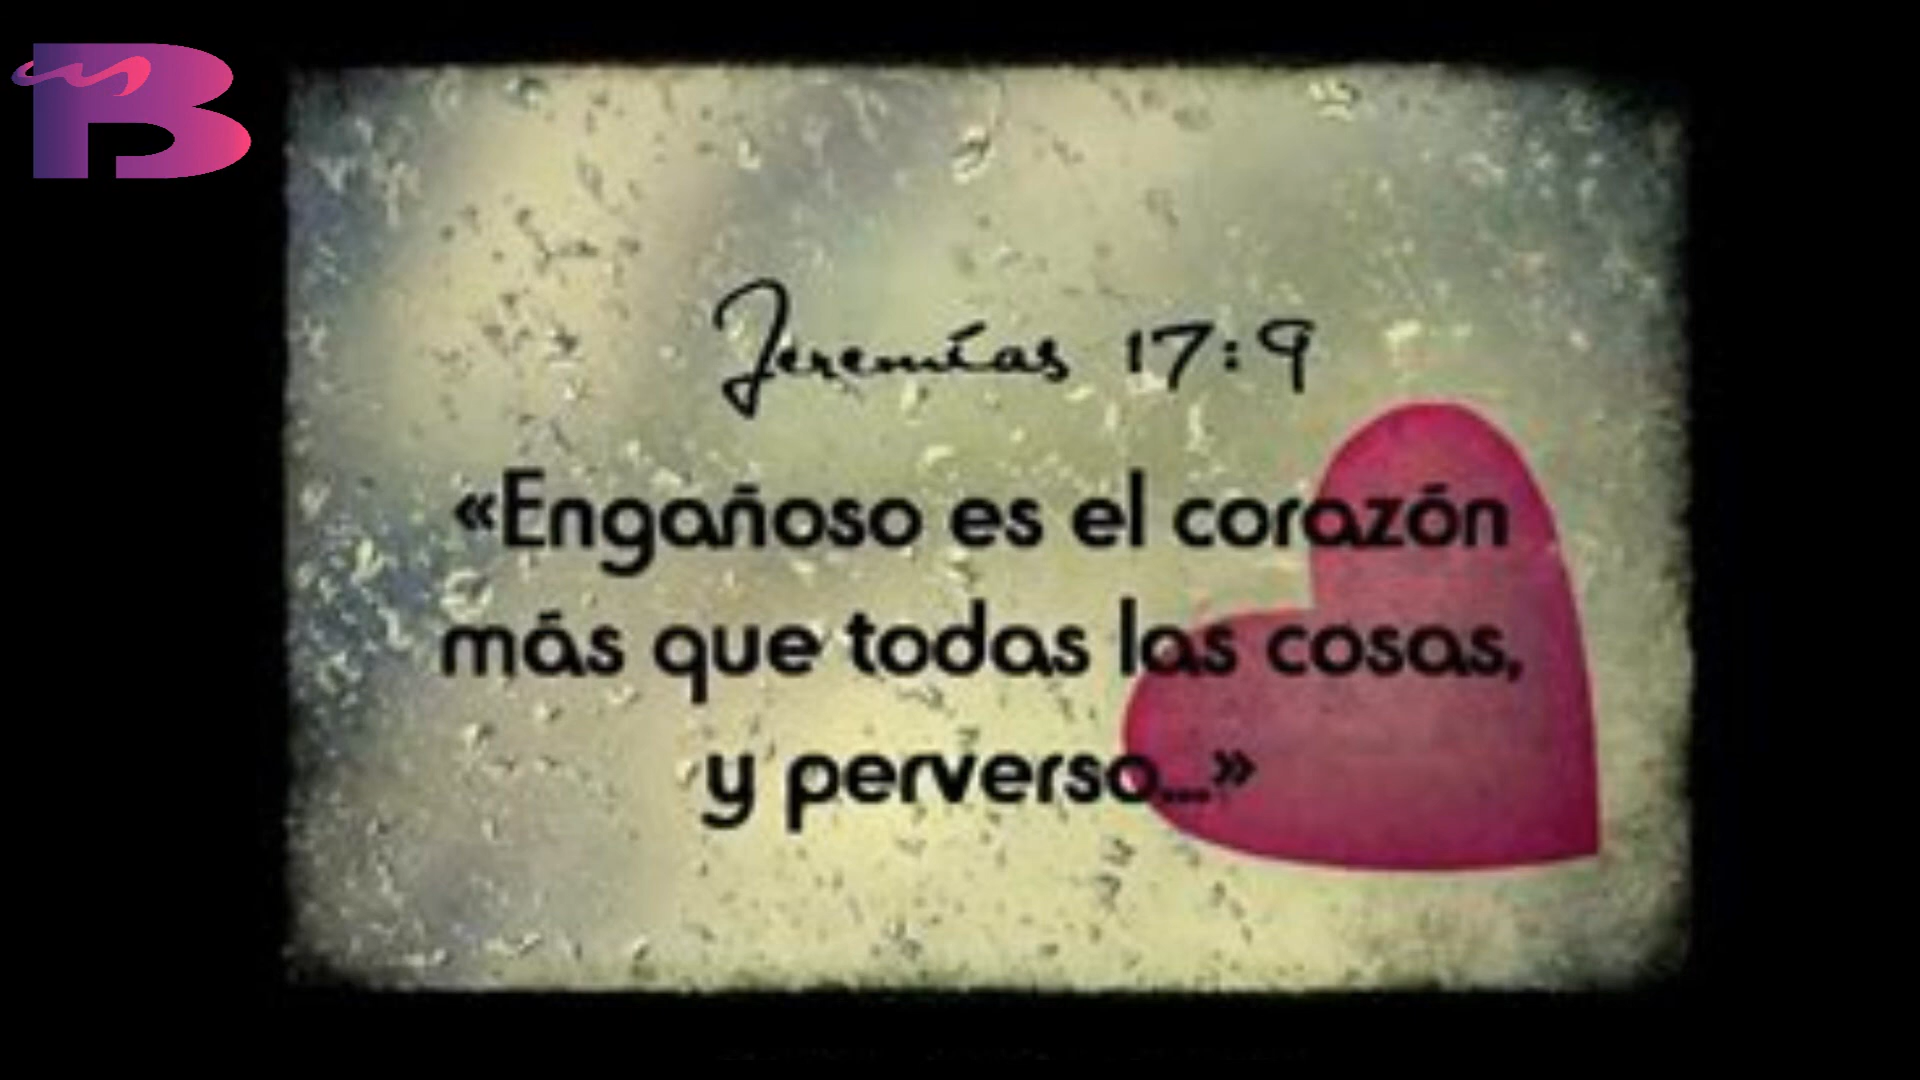 B
Jeremías 17:9
«Engañoso es el corazón
más que todas las cosas,
y perverso...»